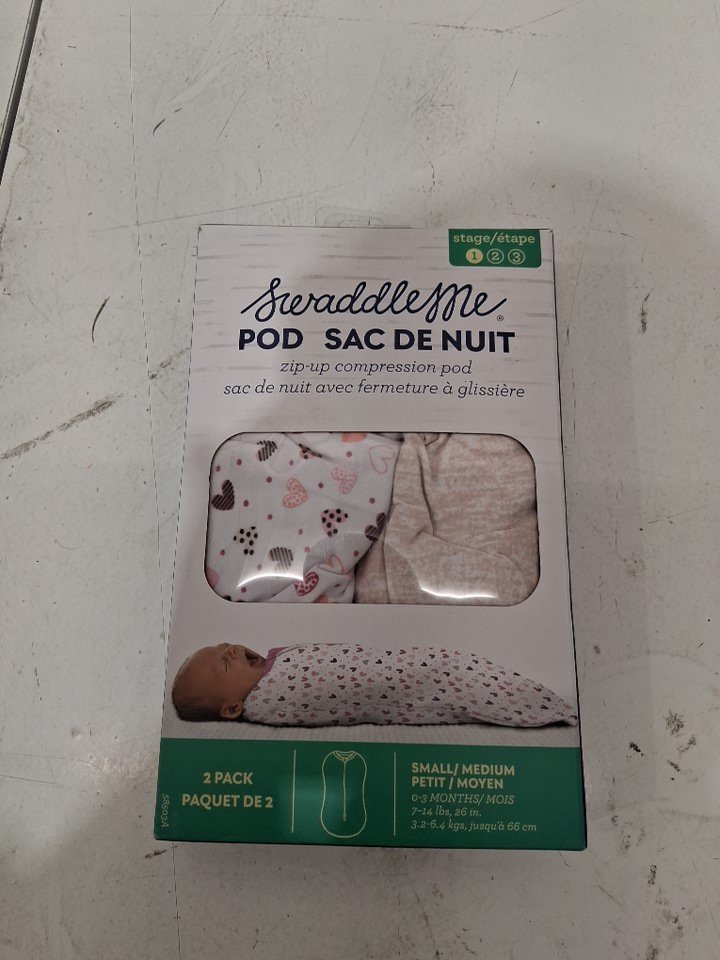 stage/étape
1 2 3
SwaddleMe®
POD SAC DE NUIT
zip-up compression pod
sac de nuit avec fermeture à glissière
2 PACK
PAQUET DE 2
SMALL/MEDIUM
PETIT/MOYEN
0-3 MONTHS/MOIS
7-14 lbs, 26 in.
3.2-6.4 kgs, jusqu'à 66 cm
58503A